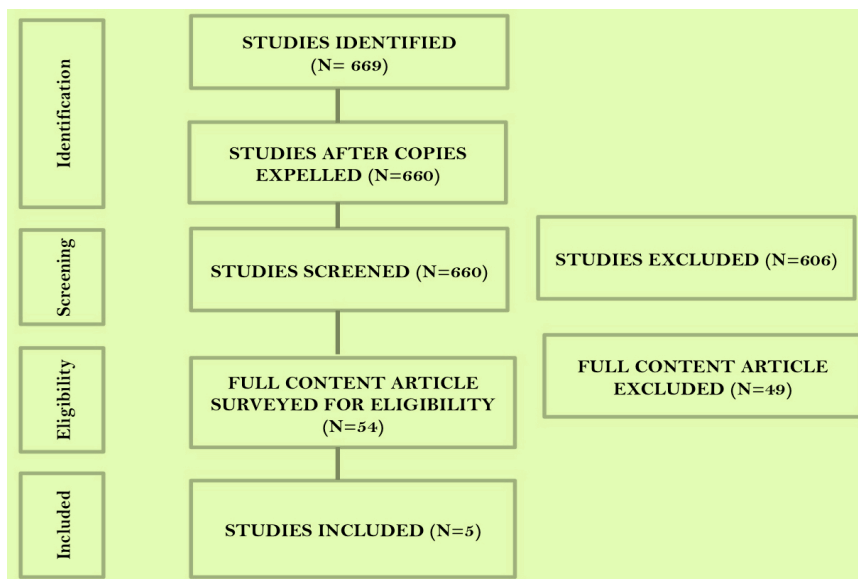 Identification
STUDIES IDENTIFIED
(N= 669)
STUDIES AFTER COPIES
EXPELLED (N=660)
Screening
STUDIES SCREENED (N=660)
STUDIES EXCLUDED (N=606)
Eligibility
FULL CONTENT ARTICLE
SURVEYED FOR ELIGIBILITY
(N=54)
FULL CONTENT ARTICLE
EXCLUDED (N=49)
Included
STUDIES INCLUDED (N=5)